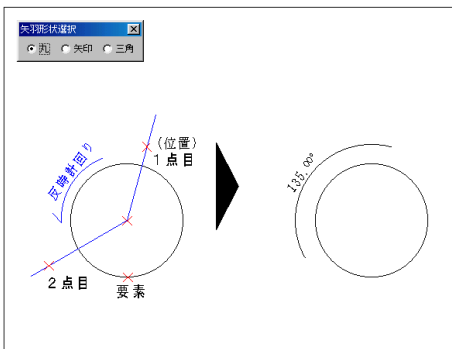 矢羽形状選択
丸 矢印 三角
(位置)
1点目
反時計回り
2点目
要素
135.00°